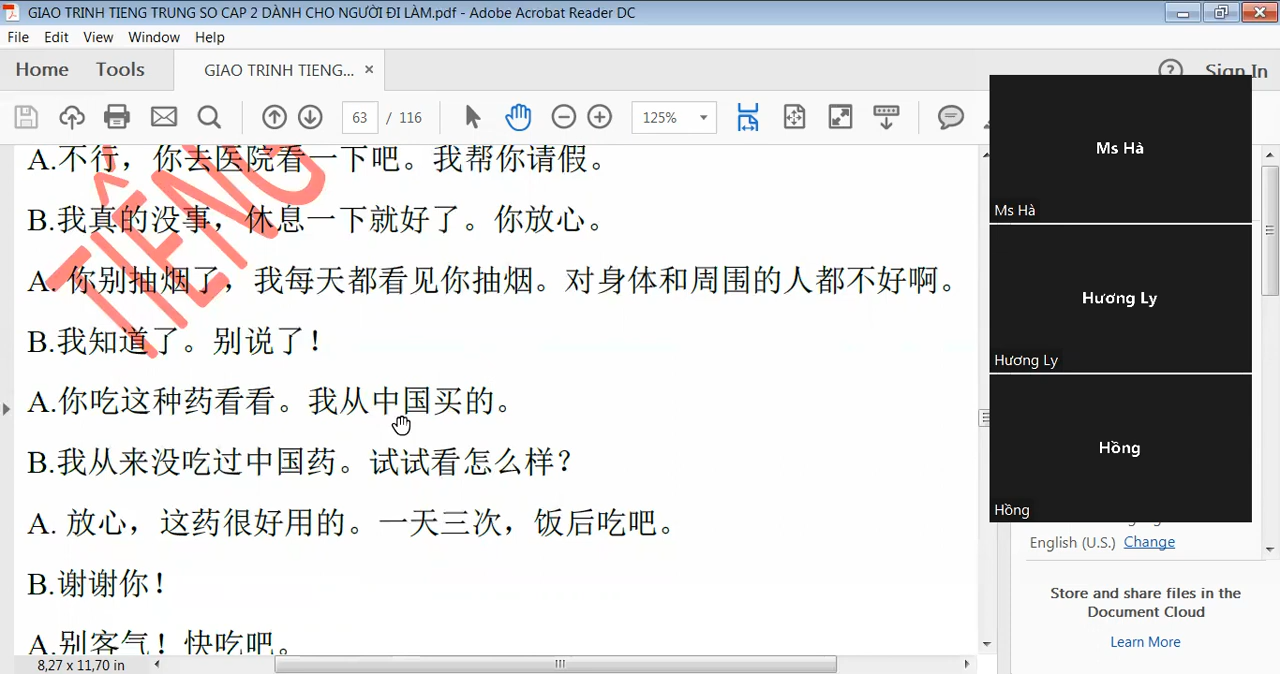 GIAO TRINH TIENG TRUNG SO CAP 2 DÀNH CHO NGƯỜI ĐI LÀM.pdf - Adobe Acrobat Reader DC
File Edit View Window Help
Home Tools GIAO TRINH TIENG... × ? Sign In
63 / 116 125%
A.不行，你去医院看一下吧。我帮你请假。
B.我真的没事，休息一下就好了。你放心。
A. 你别抽烟了，我每天都看见你抽烟。对身体和周围的人都不好啊。
B.我知道了。别说了！
A.你吃这种药看看。我从中国买的。
B.我从来没吃过中国药。试试看怎么样？
A. 放心，这药很好用的。一天三次，饭后吃吧。
B.谢谢你！
A.别客气！快吃吧。
TIẾNG
8,27 x 11,70 in
Ms Hà
Ms Hà
Hương Ly
Hương Ly
Hồng
Hồng
English (U.S.) Change
Store and share files in the
Document Cloud
Learn More